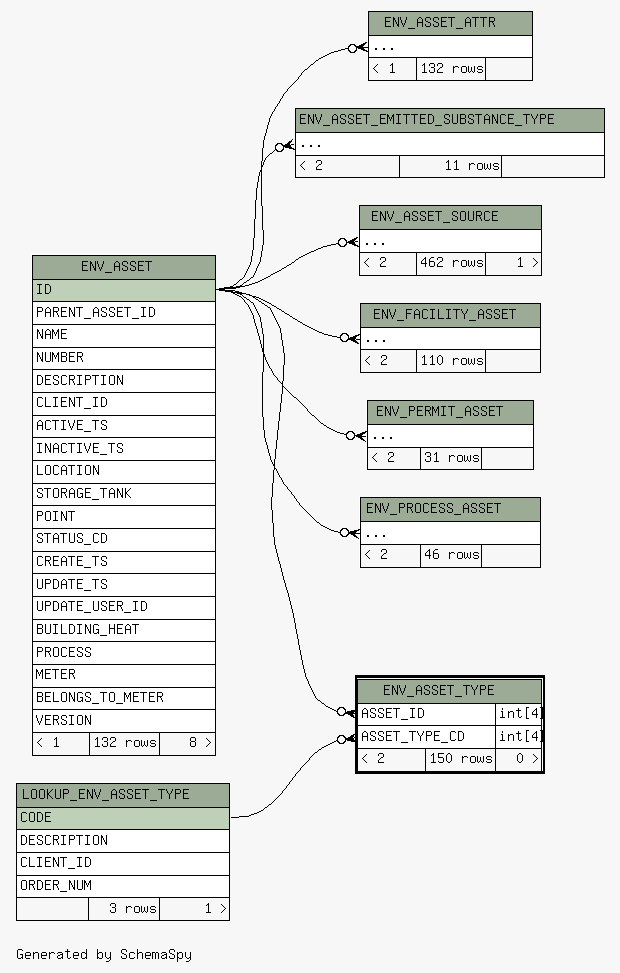 ENV_ASSET_ATTR
...
< 1 132 rows
ENV_ASSET_EMITTED_SUBSTANCE_TYPE
...
< 2 11 rows
ENV_ASSET_SOURCE
...
< 2 462 rows 1 >
ENV_FACILITY_ASSET
...
< 2 110 rows
ENV_PERMIT_ASSET
...
< 2 31 rows
ENV_PROCESS_ASSET
...
< 2 46 rows
ENV_ASSET
ID
PARENT_ASSET_ID
NAME
NUMBER
DESCRIPTION
CLIENT_ID
ACTIVE_TS
INACTIVE_TS
LOCATION
STORAGE_TANK
POINT
STATUS_CD
CREATE_TS
UPDATE_TS
UPDATE_USER_ID
BUILDING_HEAT
PROCESS
METER
BELONGS_TO_METER
VERSION
< 1 132 rows 8 >
ENV_ASSET_TYPE
ASSET_ID int[4]
ASSET_TYPE_CD int[4]
< 2 150 rows 0 >
LOOKUP_ENV_ASSET_TYPE
CODE
DESCRIPTION
CLIENT_ID
ORDER_NUM
3 rows 1 >
Generated by SchemaSpy